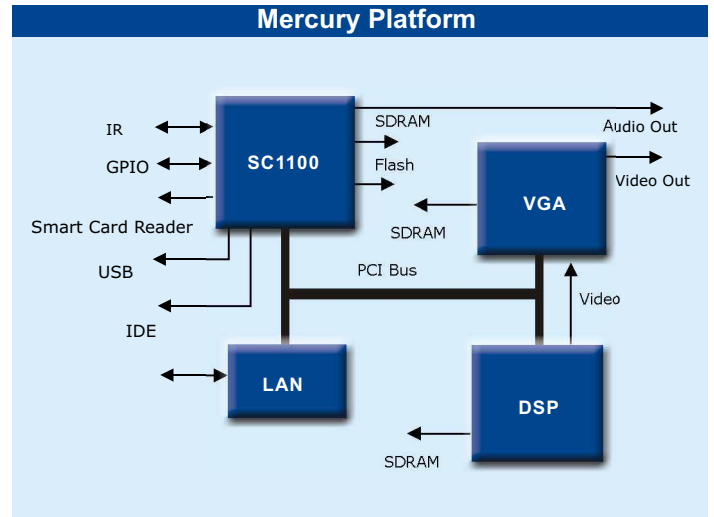 Mercury Platform
IR
GPIO
Smart Card Reader
USB
IDE
SC1100
SDRAM
Flash
Audio Out
VGA
Video Out
SDRAM
PCI Bus
Video
LAN
DSP
SDRAM